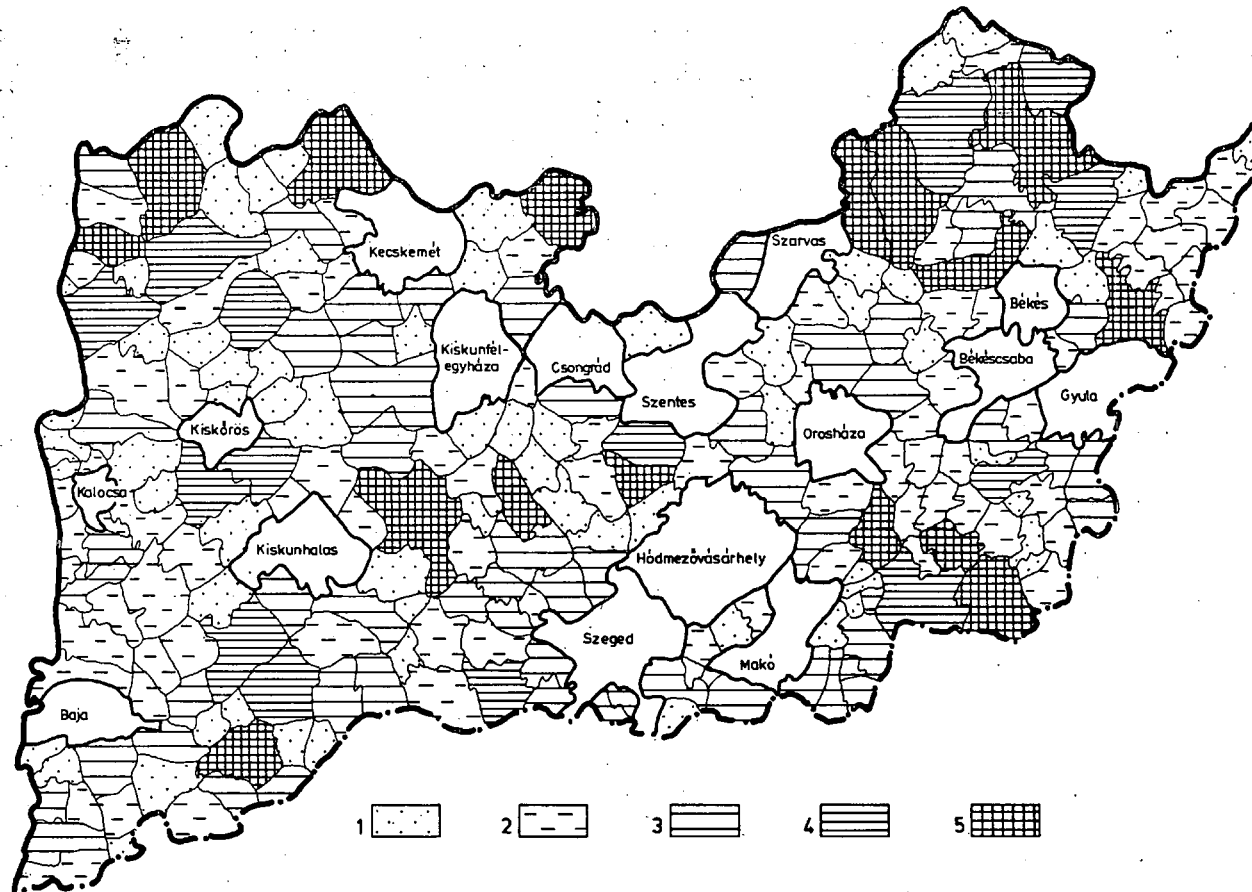 Szarvas
Kecskemét
Békés
Kiskunfél-
egyháza
Csongrád
Békéscsaba
Szentes
Gyula
Kiskőrös
Orosháza
Kalocsa
Kiskunhalas
Hódmezővásárhely
Szeged
Makó
Baja
1 2 3 4 5